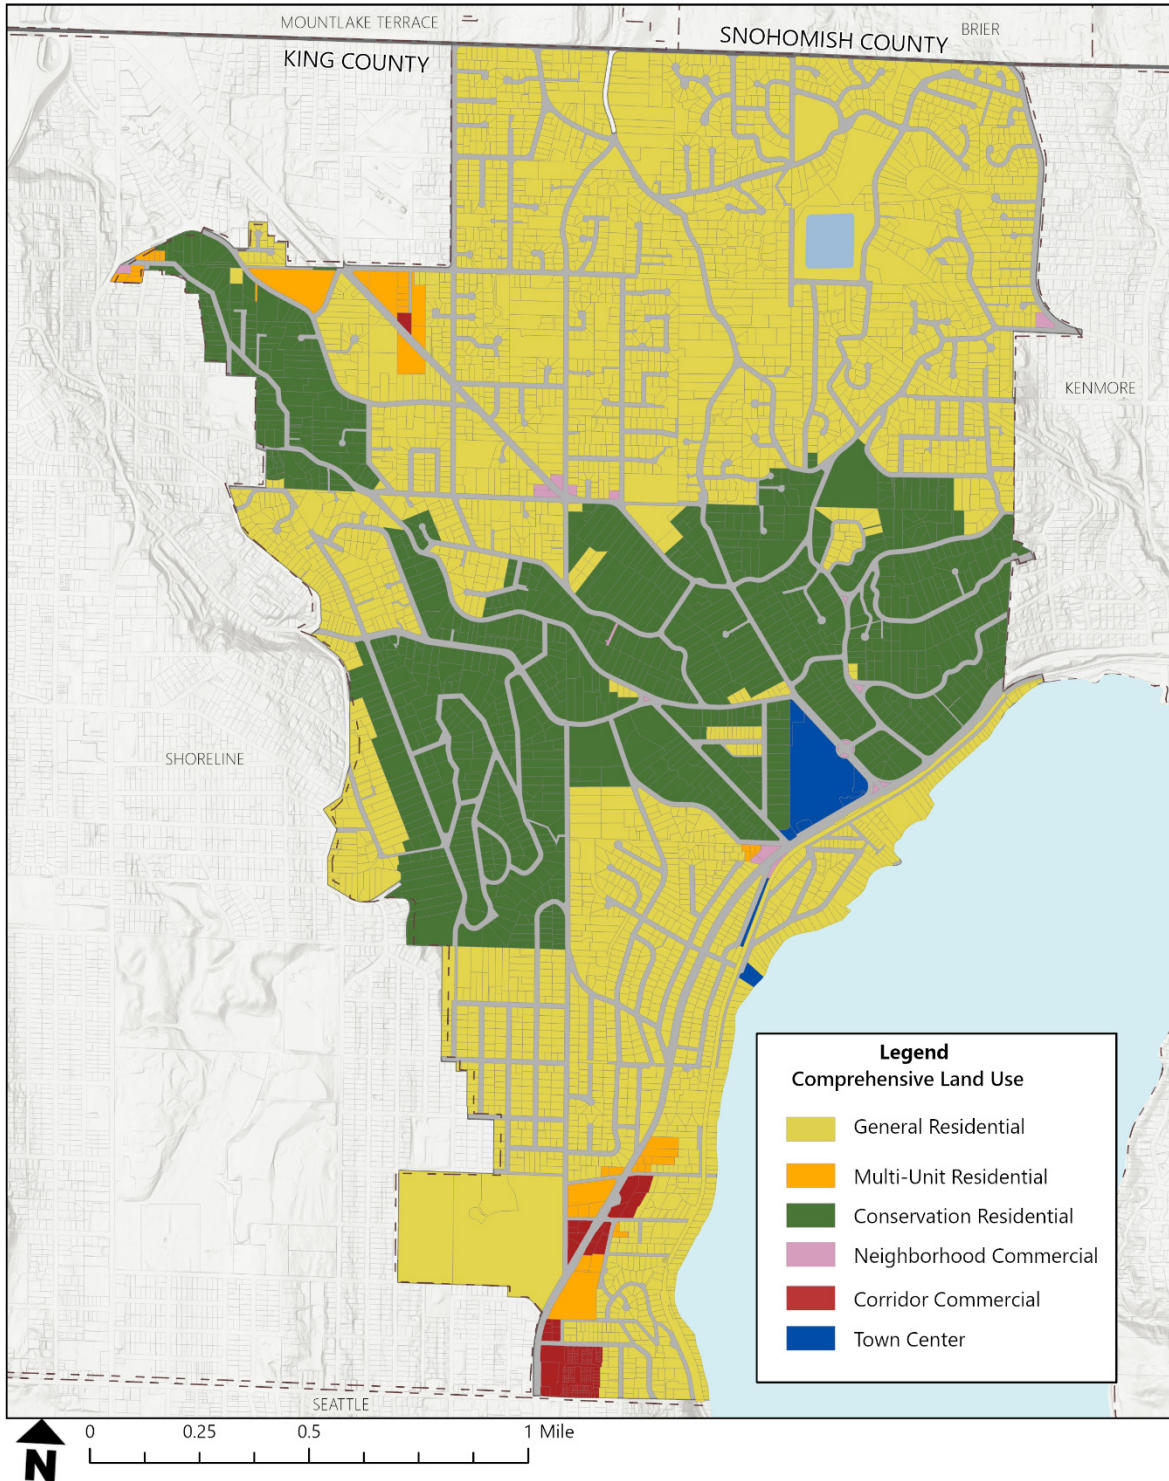 MOUNTLAKE TERRACE
BRIER
SNOHOMISH COUNTY
KING COUNTY
KENMORE
SHORELINE
Legend
Comprehensive Land Use
General Residential
Multi-Unit Residential
Conservation Residential
Neighborhood Commercial
Corridor Commercial
Town Center
SEATTLE
0 0.25 0.5 1 Mile
N